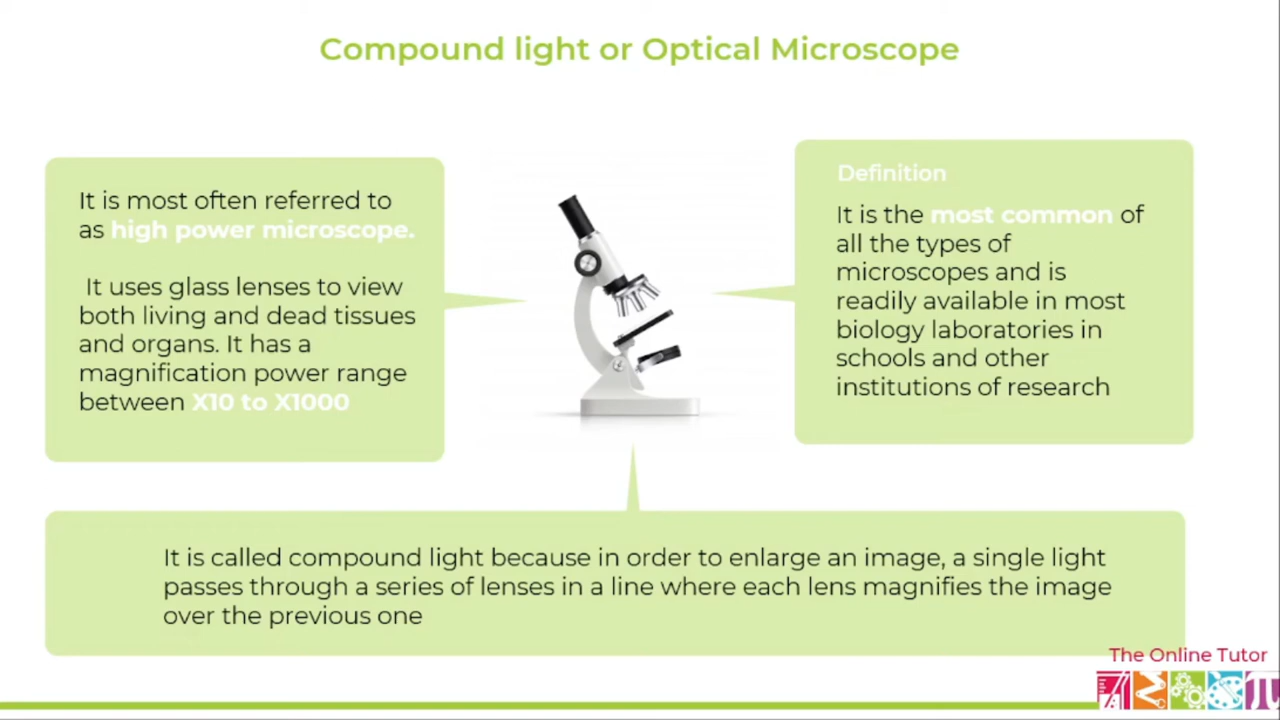 Compound light or Optical Microscope
It is most often referred to
as high power microscope.
It uses glass lenses to view
both living and dead tissues
and organs. It has a
magnification power range
between X10 to X1000
Definition
It is the most common of
all the types of
microscopes and is
readily available in most
biology laboratories in
schools and other
institutions of research
It is called compound light because in order to enlarge an image, a single light
passes through a series of lenses in a line where each lens magnifies the image
over the previous one
The Online Tutor